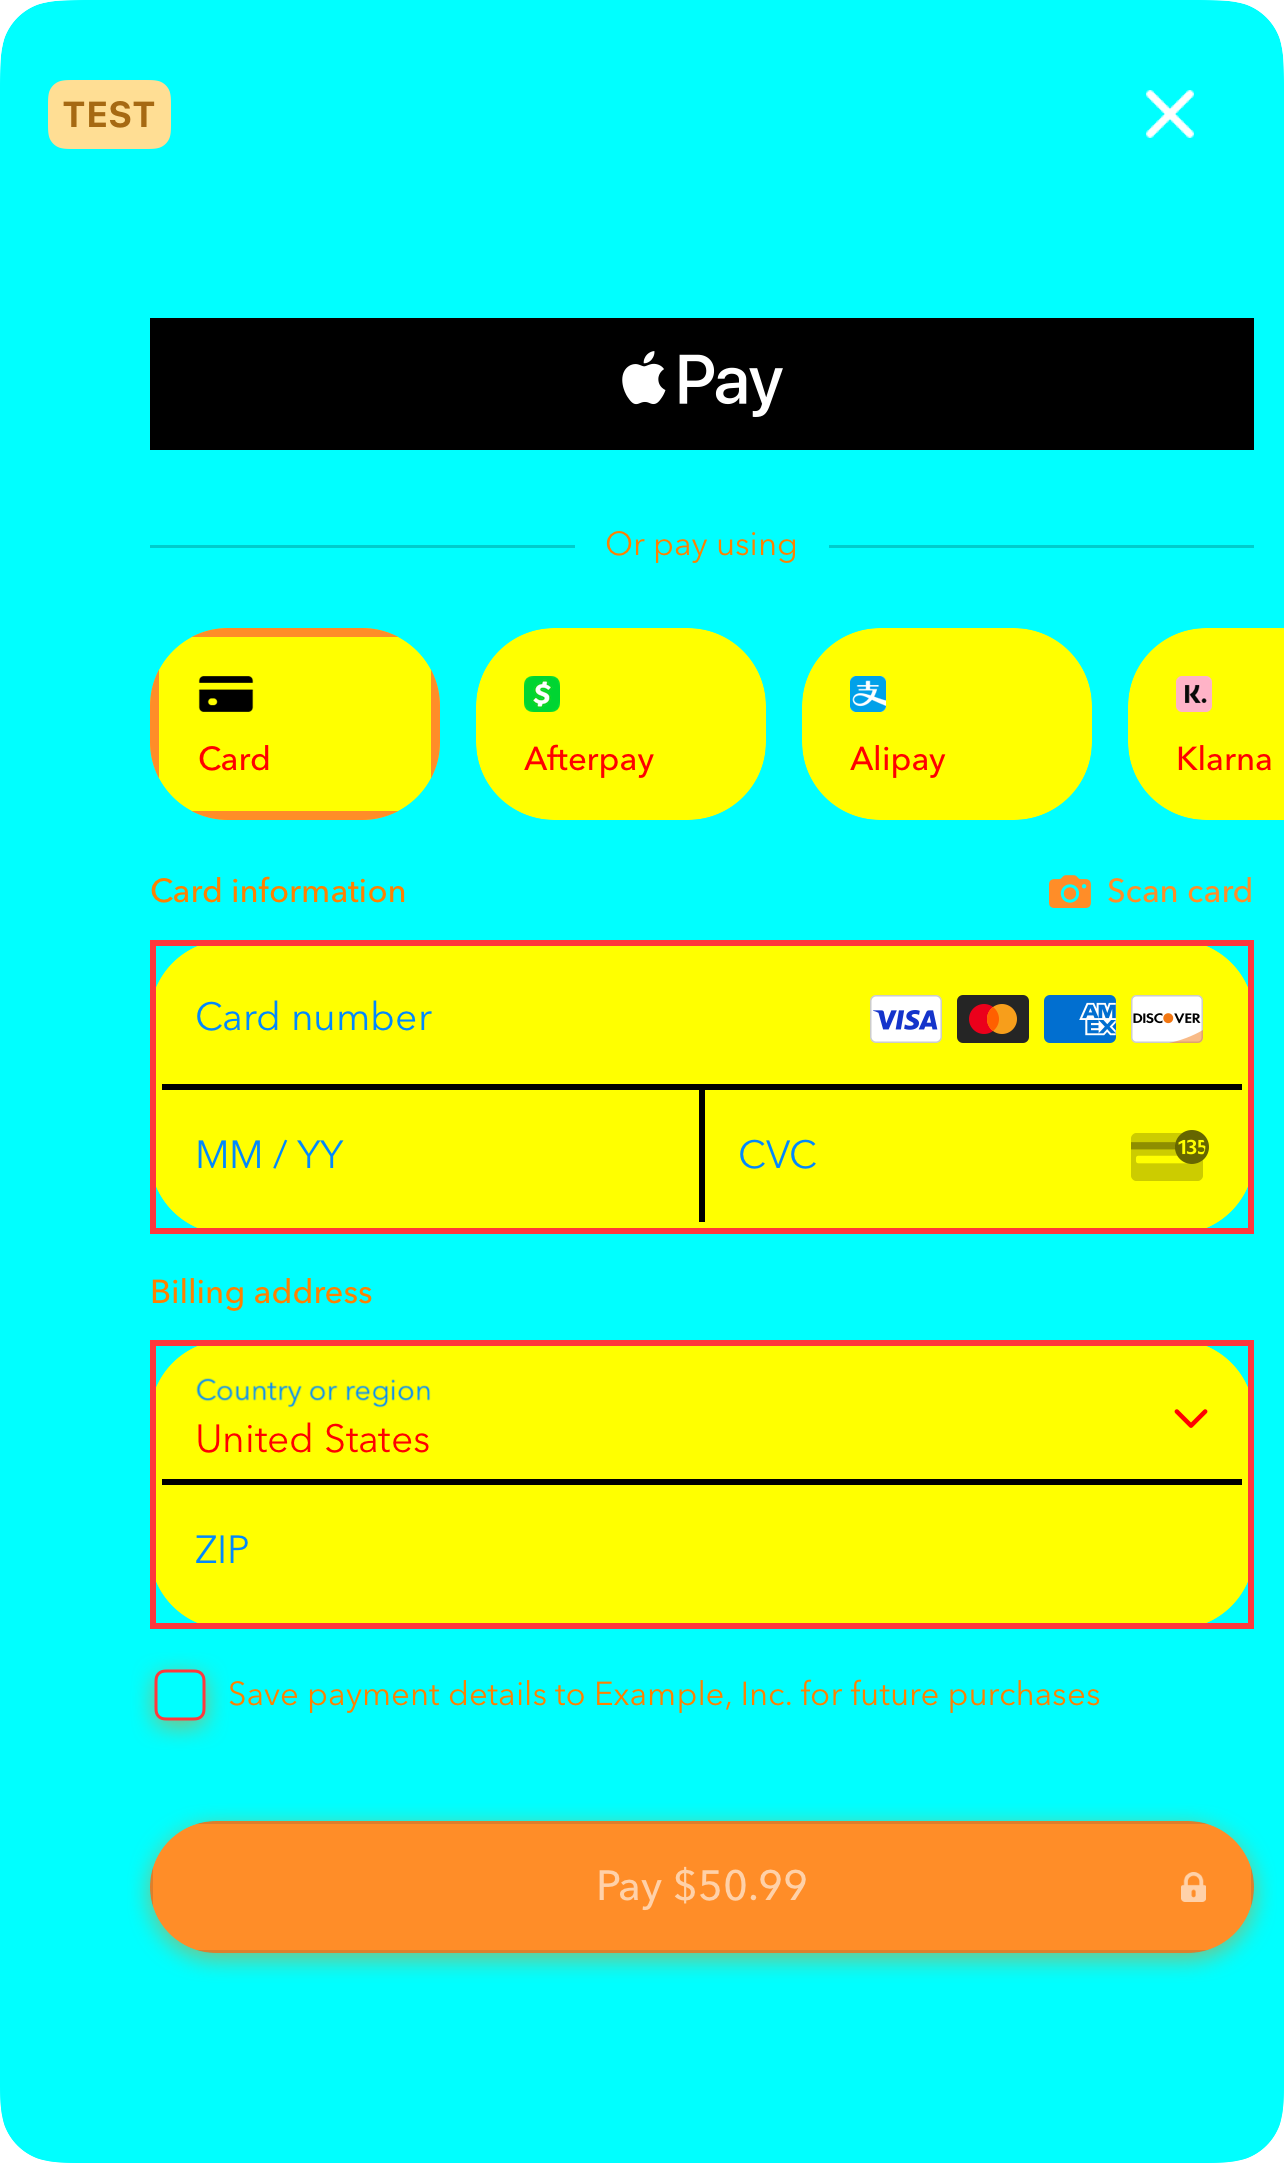 TEST
Pay
Or pay using
Card
Afterpay
Alipay
Klarna
Card information
Scan card
Card number
VISA
AM
EX
DISCOVER
MM / YY
CVC
135
Billing address
Country or region
United States
ZIP
Save payment details to Example, Inc. for future purchases
Pay $50.99